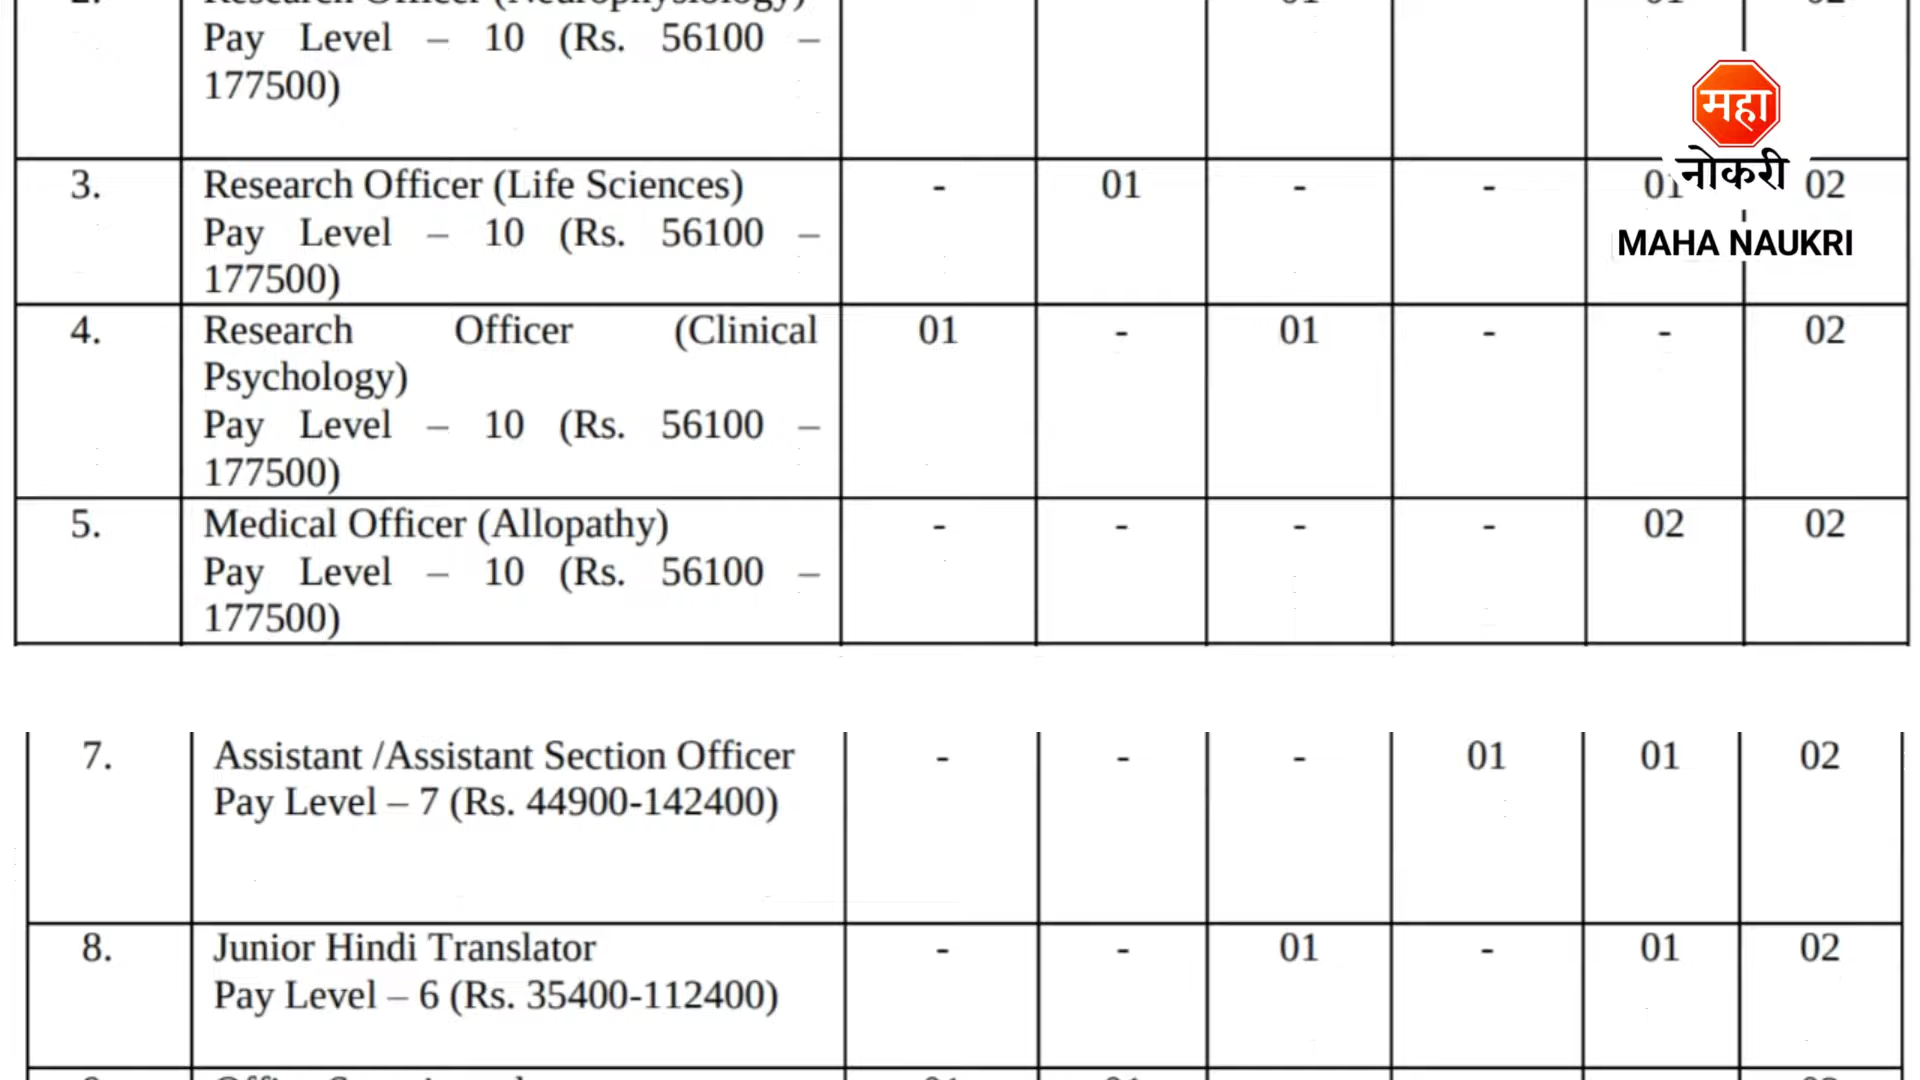 2. Research Officer (Neurophysiology) 01 01 02
Pay Level – 10 (Rs. 56100 –
177500)
महा
नोकरी
MAHA NAUKRI
3. Research Officer (Life Sciences) - 01 - - 01 02
Pay Level – 10 (Rs. 56100 –
177500)
4. Research Officer (Clinical 01 - 01 - - 02
Psychology)
Pay Level – 10 (Rs. 56100 –
177500)
5. Medical Officer (Allopathy) - - - - 02 02
Pay Level – 10 (Rs. 56100 –
177500)
7. Assistant /Assistant Section Officer - - - 01 01 02
Pay Level – 7 (Rs. 44900-142400)
8. Junior Hindi Translator - - 01 - 01 02
Pay Level – 6 (Rs. 35400-112400)